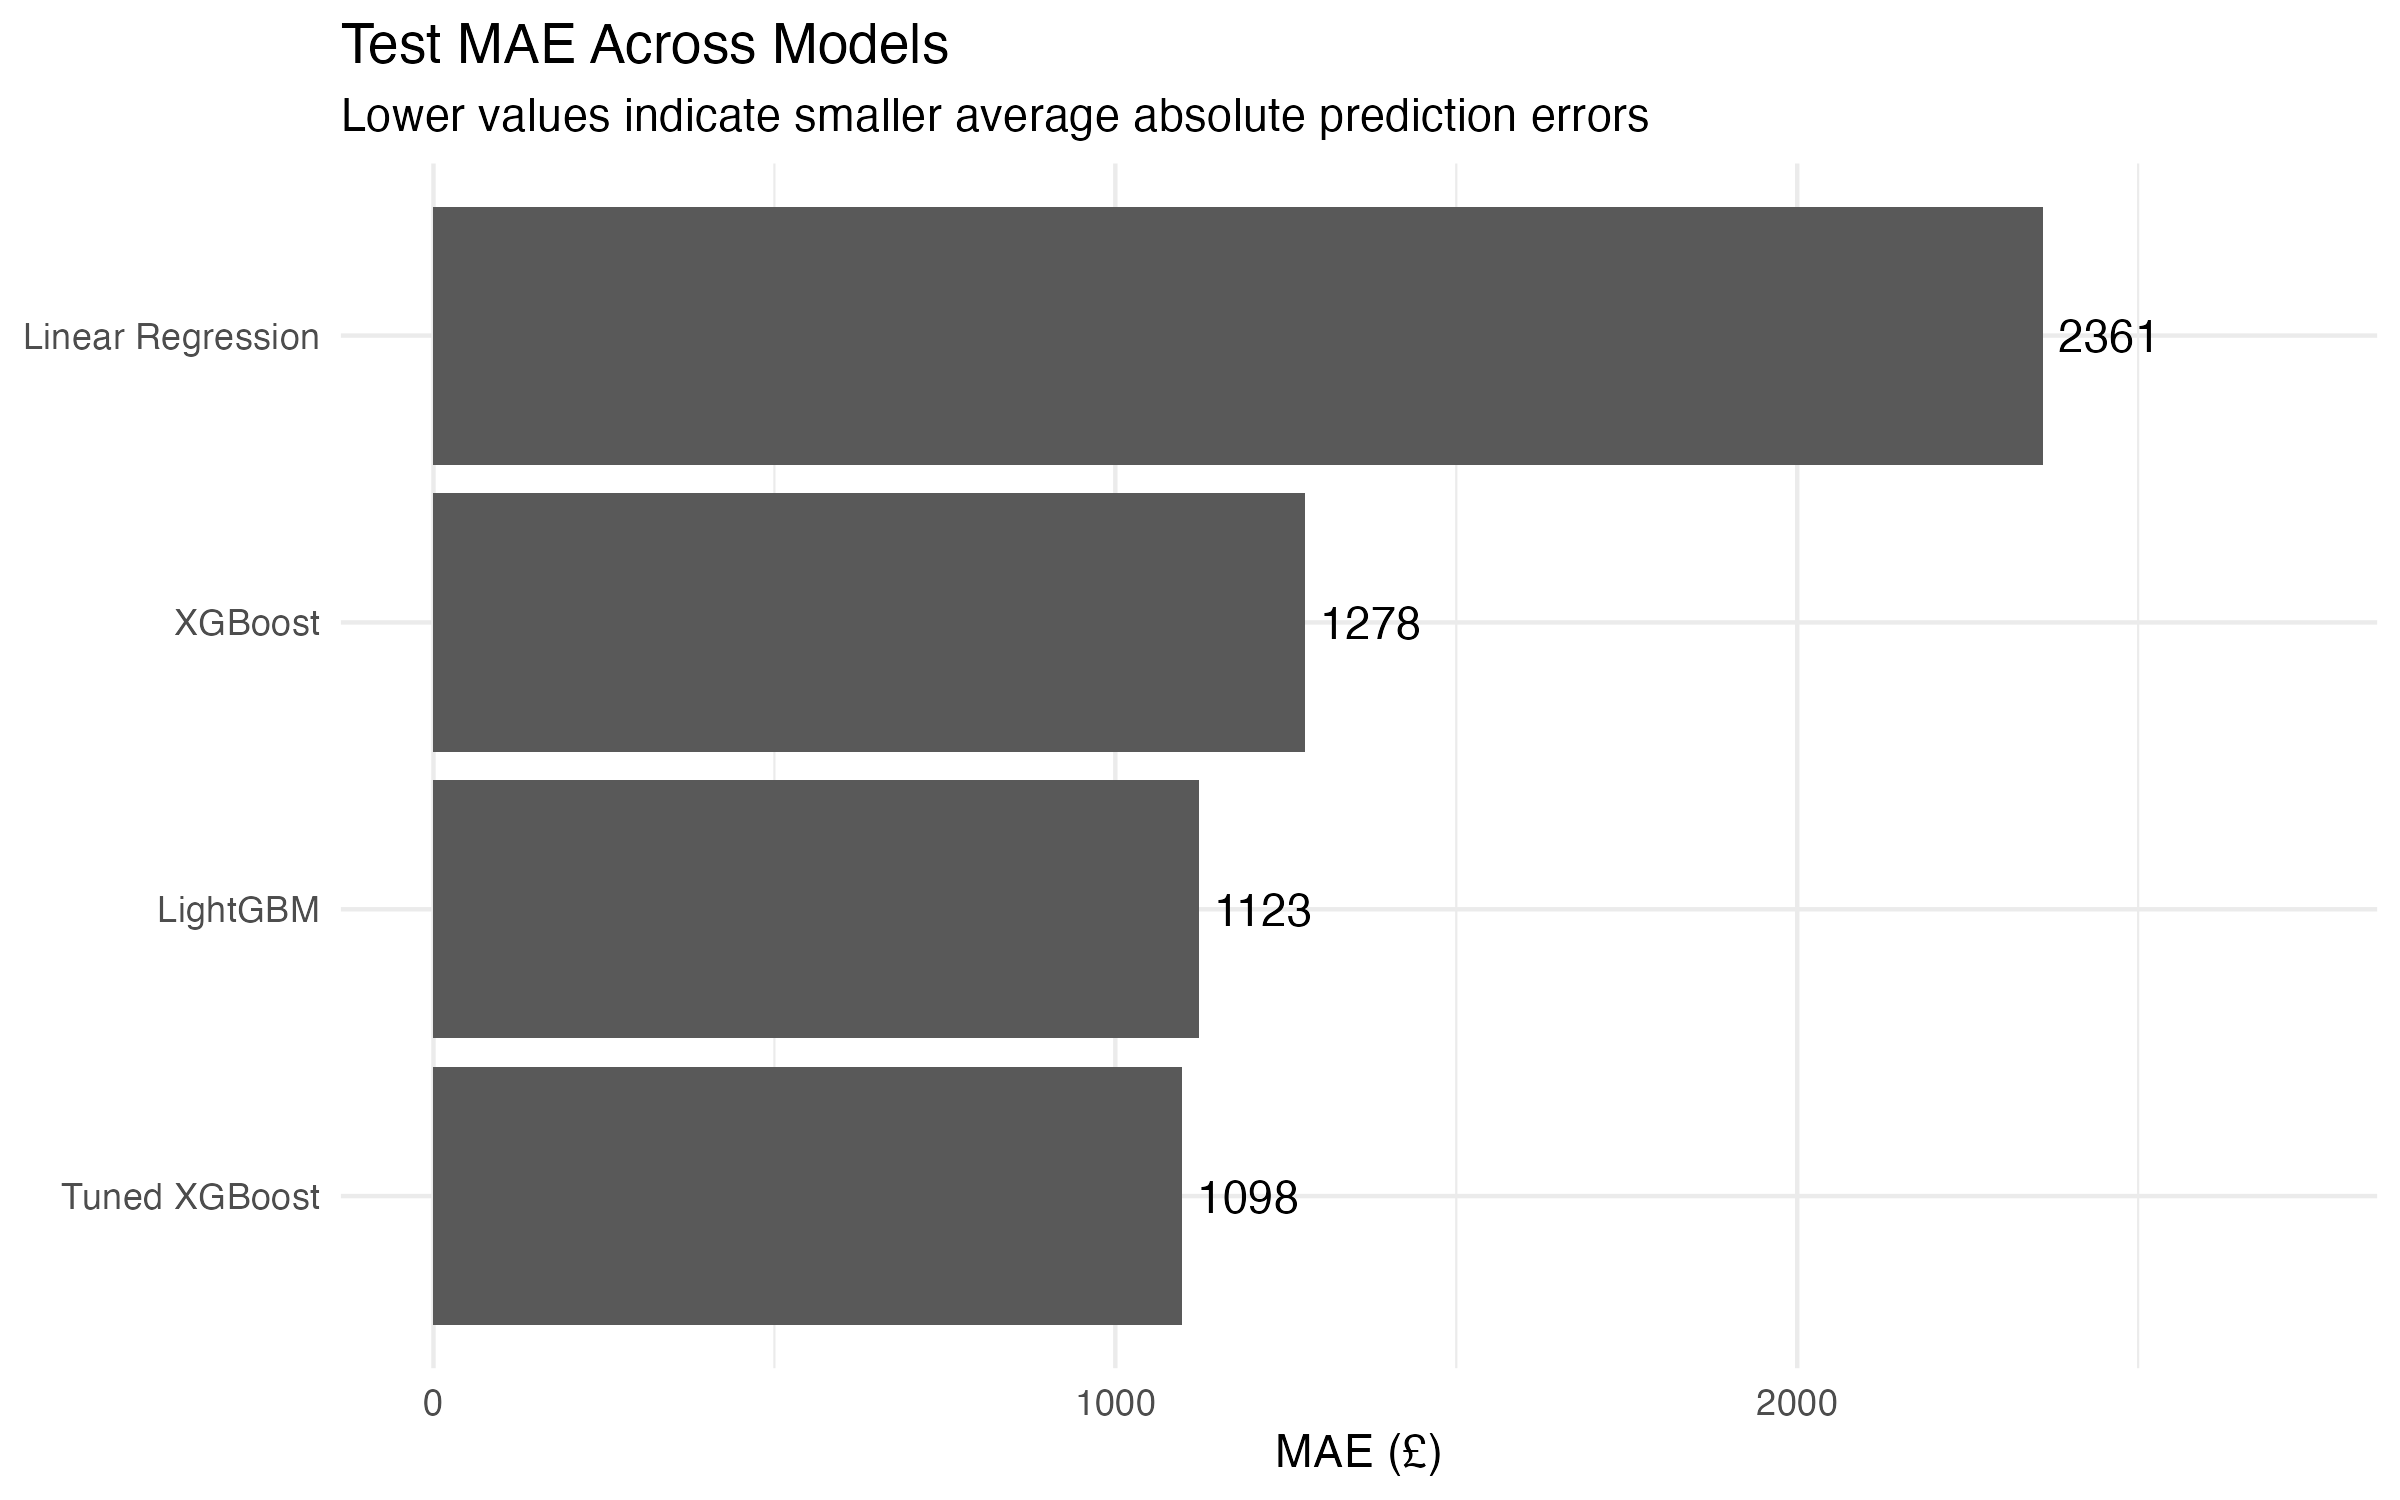 Test MAE Across Models
Lower values indicate smaller average absolute prediction errors
Linear Regression
2361
XGBoost
1278
LightGBM
1123
Tuned XGBoost
1098
0
1000
2000
MAE (£)